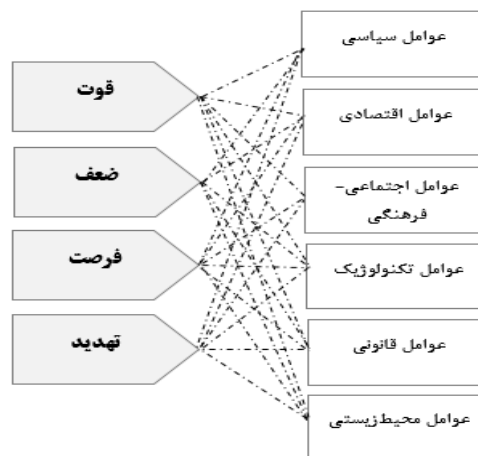 عوامل سیاسی
عوامل اقتصادی
عوامل اجتماعی-
فرهنگی
عوامل تکنولوژیک
عوامل قانونی
عوامل محیط‌زیستی
قوت
ضعف
فرصت
تهدید